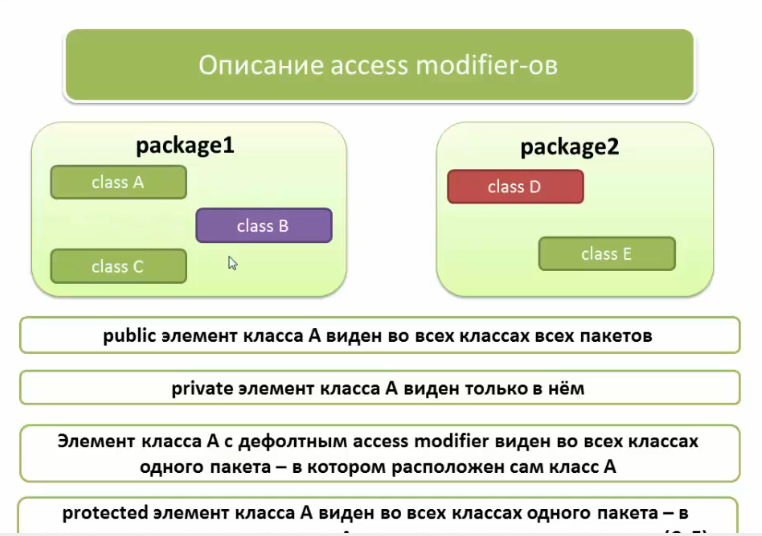 Описание access modifier-ов
package1
package2
class A
class D
class B
class E
class C
public элемент класса A виден во всех классах всех пакетов
private элемент класса A виден только в нём
Элемент класса A с дефолтным access modifier виден во всех классах
одного пакета – в котором расположен сам класс A
protected элемент класса A виден во всех классах одного пакета – в